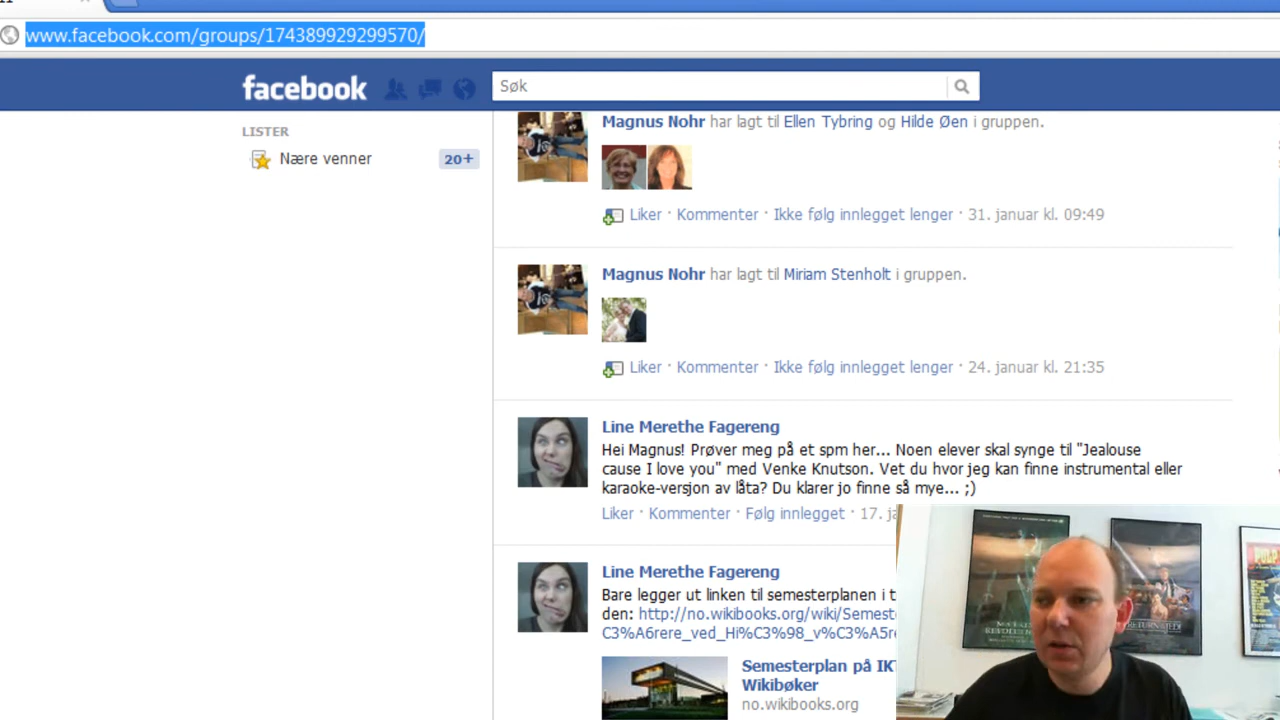 www.facebook.com/groups/174389929299570/
facebook
Søk
LISTER
Nære venner
20+
Magnus Nohr har lagt til Ellen Tybring og Hilde Øen i gruppen.
Liker · Kommenter · Ikke følg innlegget lenger · 31. januar kl. 09:49
Magnus Nohr har lagt til Miriam Stenholt i gruppen.
Liker · Kommenter · Ikke følg innlegget lenger · 24. januar kl. 21:35
Line Merethe Fagereng
Hei Magnus! Prøver meg på et spm her... Noen elever skal synge til "Jealouse
cause I love you" med Venke Knutson. Vet du hvor jeg kan finne instrumental eller
karaoke-versjon av låta? Du klarer jo finne så mye... ;)
Liker · Kommenter · Følg innlegget · 17. ja
Line Merethe Fagereng
Bare legger ut linken til semesterplanen i t
den: http://no.wikibooks.org/wiki/Semest
C3%A6rere_ved_Hi%C3%98_v%C3%A5re
Semesterplan på IKT
Wikibøker
no.wikibooks.org
PULP